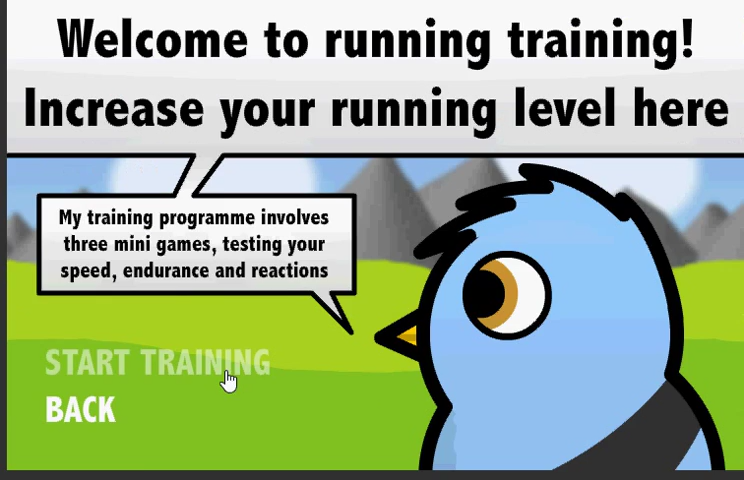 Welcome to running training!
Increase your running level here
My training programme involves
three mini games, testing your
speed, endurance and reactions
START TRAINING
BACK